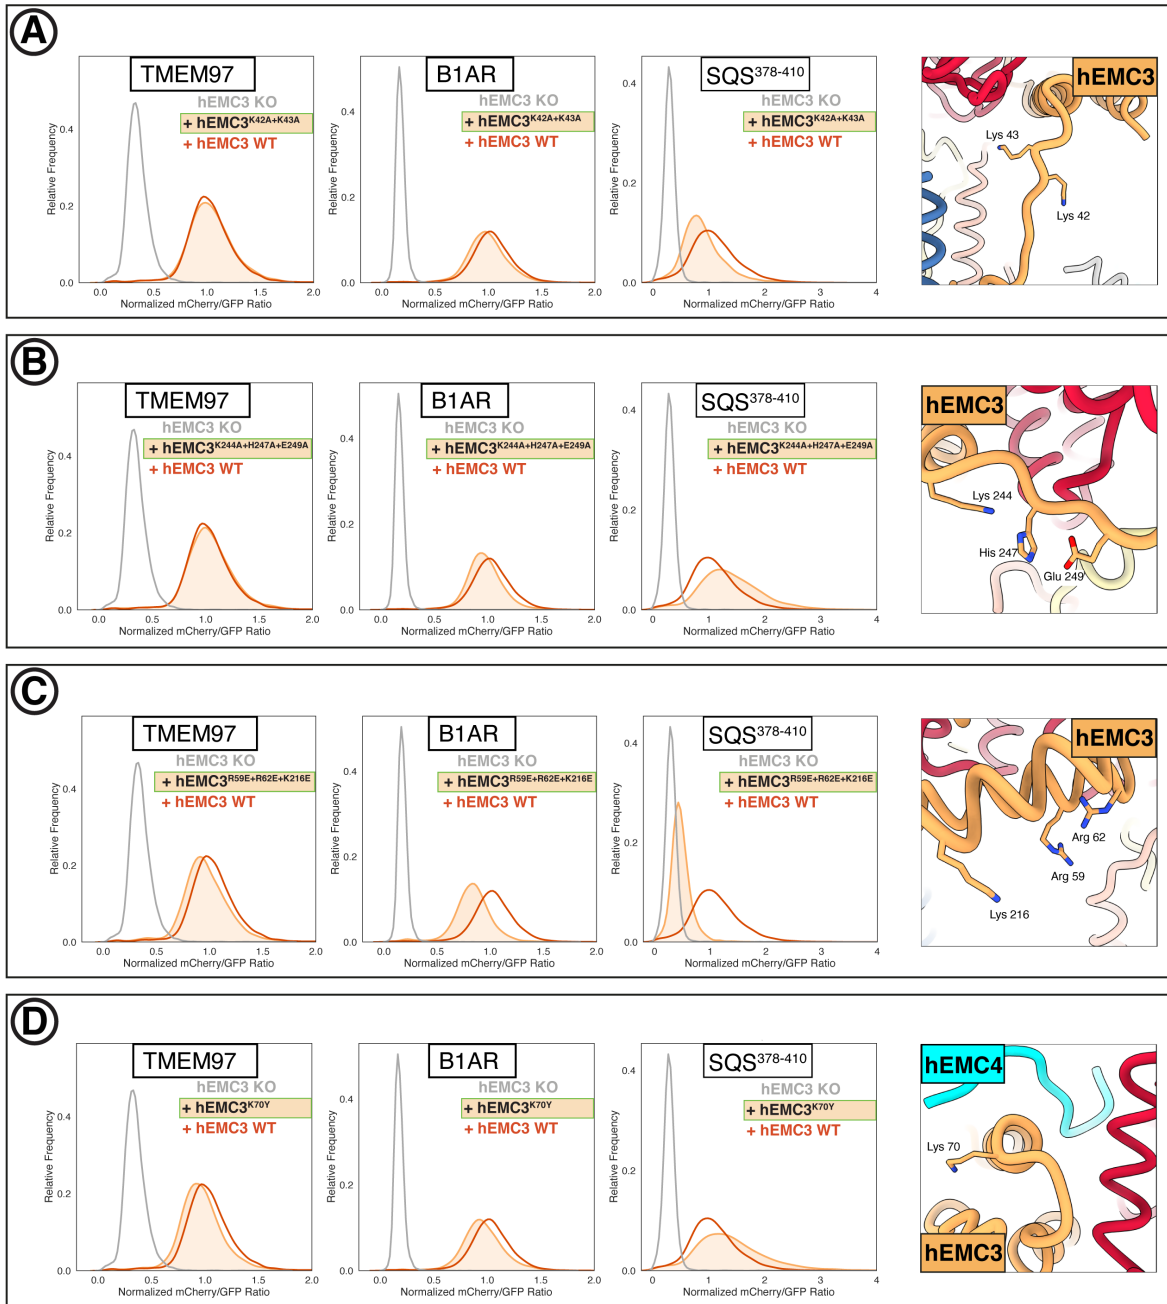 A
TMEM97
hEMC3 KO
+ hEMC3K42A+K43A
+ hEMC3 WT
Relative Frequency
0.4
0.2
0.0
0.0 0.5 1.0 1.5 2.0
Normalized mCherry/GFP Ratio
B1AR
hEMC3 KO
+ hEMC3K42A+K43A
+ hEMC3 WT
Relative Frequency
0.4
0.2
0.0
0.0 0.5 1.0 1.5 2.0
Normalized mCherry/GFP Ratio
SQS378-410
hEMC3 KO
+ hEMC3K42A+K43A
+ hEMC3 WT
Relative Frequency
0.4
0.2
0.0
0 1 2 3 4
Normalized mCherry/GFP Ratio
hEMC3
Lys 43
Lys 42
B
TMEM97
hEMC3 KO
+ hEMC3K244A+H247A+E249A
+ hEMC3 WT
Relative Frequency
0.4
0.2
0.0
0.0 0.5 1.0 1.5 2.0
Normalized mCherry/GFP Ratio
B1AR
hEMC3 KO
+ hEMC3K244A+H247A+E249A
+ hEMC3 WT
Relative Frequency
0.4
0.2
0.0
0.0 0.5 1.0 1.5 2.0
Normalized mCherry/GFP Ratio
SQS378-410
hEMC3 KO
+ hEMC3K244A+H247A+E249A
+ hEMC3 WT
Relative Frequency
0.4
0.2
0.0
0 1 2 3 4
Normalized mCherry/GFP Ratio
hEMC3
Lys 244
His 247
Glu 249
C
TMEM97
hEMC3 KO
+ hEMC3R59E+R62E+K216E
+ hEMC3 WT
Relative Frequency
0.4
0.2
0.0
0.0 0.5 1.0 1.5 2.0
Normalized mCherry/GFP Ratio
B1AR
hEMC3 KO
+ hEMC3R59E+R62E+K216E
+ hEMC3 WT
Relative Frequency
0.4
0.2
0.0
0.0 0.5 1.0 1.5 2.0
Normalized mCherry/GFP Ratio
SQS378-410
hEMC3 KO
+ hEMC3R59E+R62E+K216E
+ hEMC3 WT
Relative Frequency
0.4
0.2
0.0
0 1 2 3 4
Normalized mCherry/GFP Ratio
hEMC3
Arg 62
Arg 59
Lys 216
D
TMEM97
hEMC3 KO
+ hEMC3K70Y
+ hEMC3 WT
Relative Frequency
0.4
0.2
0.0
0.0 0.5 1.0 1.5 2.0
Normalized mCherry/GFP Ratio
B1AR
hEMC3 KO
+ hEMC3K70Y
+ hEMC3 WT
Relative Frequency
0.4
0.2
0.0
0.0 0.5 1.0 1.5 2.0
Normalized mCherry/GFP Ratio
SQS378-410
hEMC3 KO
+ hEMC3K70Y
+ hEMC3 WT
Relative Frequency
0.4
0.2
0.0
0 1 2 3 4
Normalized mCherry/GFP Ratio
hEMC4
Lys 70
hEMC3